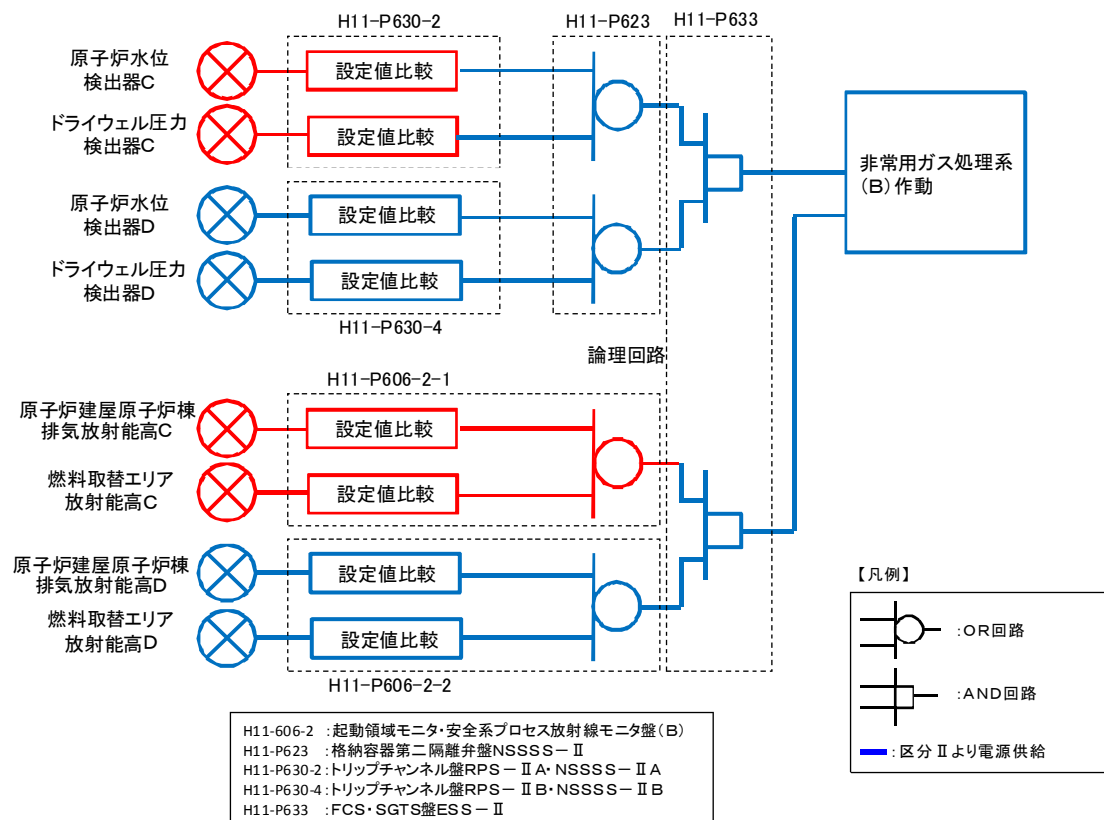 H11-P630-2
H11-P623
H11-P633
原子炉水位
検出器C
設定値比較
ドライウェル圧力
検出器C
設定値比較
原子炉水位
検出器D
設定値比較
ドライウェル圧力
検出器D
設定値比較
H11-P630-4
非常用ガス処理系
(B)作動
論理回路
H11-P606-2-1
原子炉建屋原子炉棟
排気放射能高C
設定値比較
燃料取替エリア
放射能高C
設定値比較
原子炉建屋原子炉棟
排気放射能高D
設定値比較
燃料取替エリア
放射能高D
設定値比較
H11-P606-2-2
【凡例】
:OR回路
:AND回路
:区分Ⅱより電源供給
H11-606-2 :起動領域モニタ・安全系プロセス放射線モニタ盤(B)
H11-P623 :格納容器第二隔離弁盤NSSSS-Ⅱ
H11-P630-2:トリップチャンネル盤RPS-ⅡA・NSSSS-ⅡA
H11-P630-4:トリップチャンネル盤RPS-ⅡB・NSSSS-ⅡB
H11-P633 :FCS・SGTS盤ESS-Ⅱ